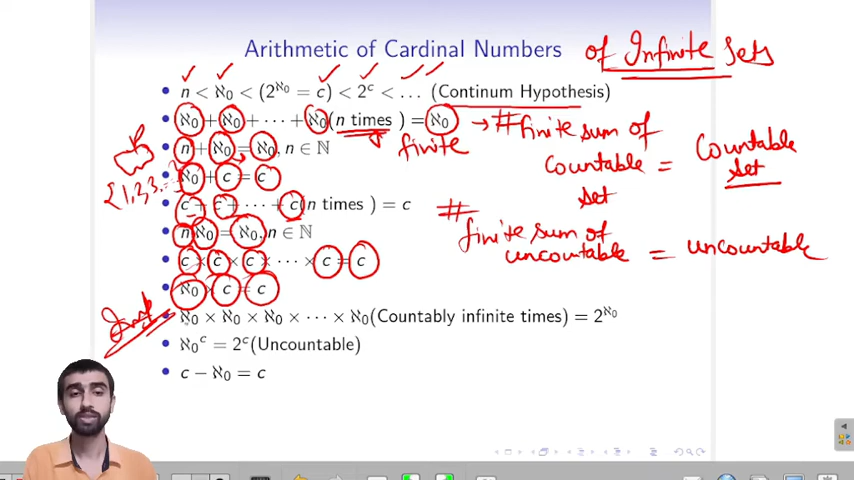 Arithmetic of Cardinal Numbers of Infinite sets
n < ℵ₀ < (2^ℵ₀ = c) < 2^c < ... (Continum Hypothesis)
ℵ₀ + ℵ₀ + ··· + ℵ₀(n times ) = ℵ₀ → # finite sum of countable set = Countable set
finite
n + ℵ₀ = ℵ₀, n ∈ ℕ
ℵ₀ + c = c
c + c + ··· + c(n times ) = c
# finite sum of uncountable = uncountable
nℵ₀ = ℵ₀, n ∈ ℕ
c × c × c × ··· × c = c
ℵ₀ × c = c
ℵ₀ × ℵ₀ × ℵ₀ × ··· × ℵ₀(Countably infinite times) = 2^ℵ₀
ℵ₀^c = 2^c(Uncountable)
c − ℵ₀ = c